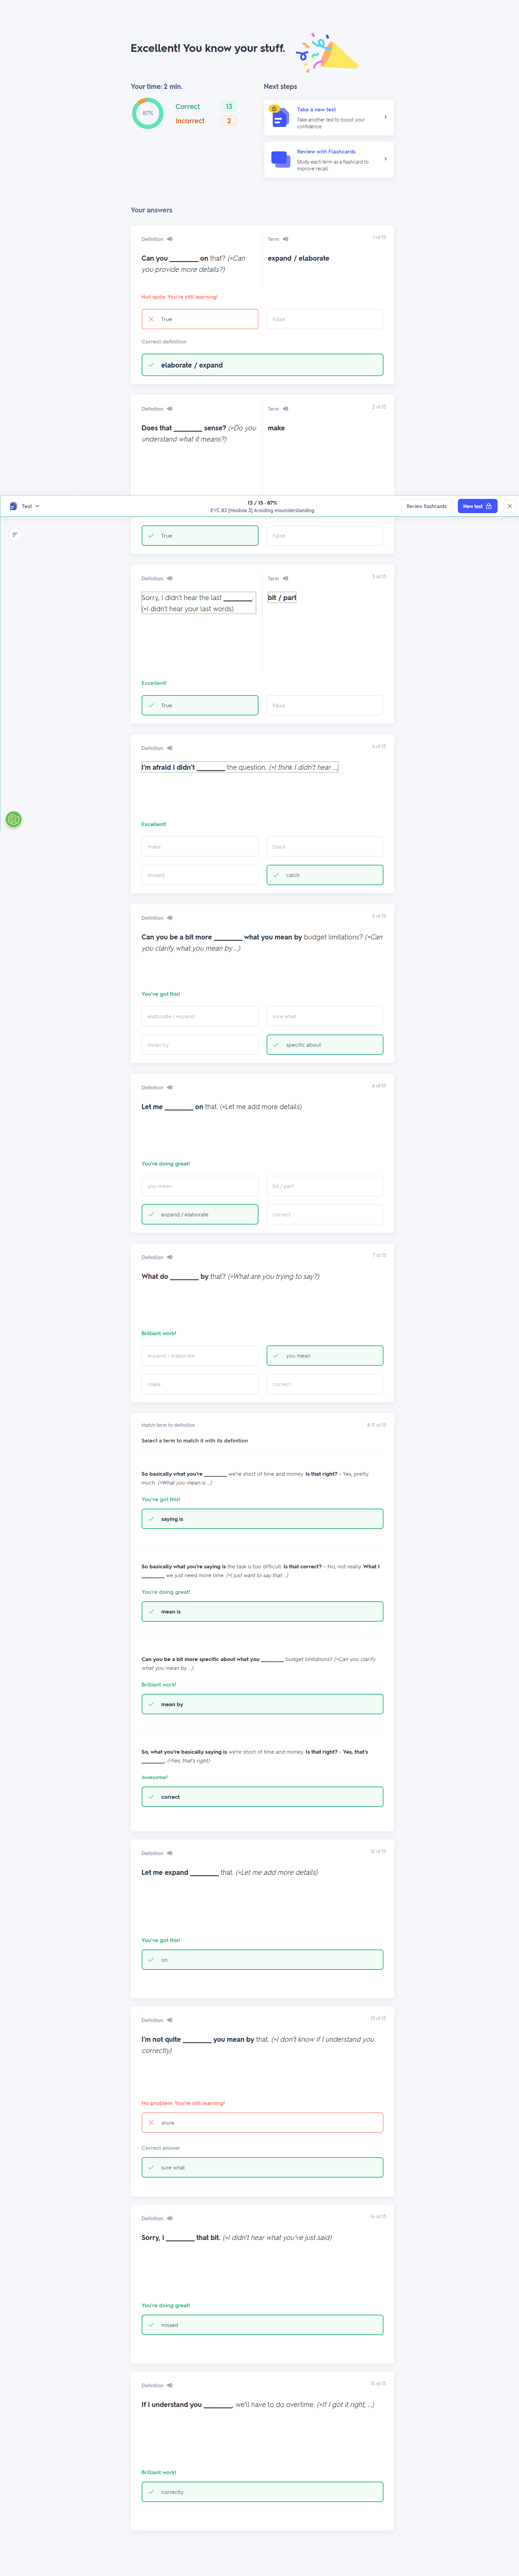 Excellent! You know your stuff.
Your time: 2 min.
87%
Correct 13
Incorrect 2
Next steps
Take a new test
Take another test to boost your
confidence.
Review with Flashcards
Study each term as a flashcard to
improve recall.
Your answers
Definition
Term
1 of 15
Can you ________ on that? (=Can
you provide more details?)
expand / elaborate
Not quite. You're still learning!
True
False
Correct definition
elaborate / expand
Definition
Term
2 of 15
Does that ________ sense? (=Do you
understand what it means?)
make
Test
13 / 15 · 87%
EYC B2 [Module 3] Avoiding misunderstanding
Review flashcards
New test
True
False
Definition
Term
3 of 15
Sorry, I didn't hear the last ________.
(=I didn't hear your last words)
bit / part
Excellent!
True
False
Definition
4 of 15
I'm afraid I didn't ________ the question. (=I think I didn't hear ...)
Excellent!
make
black
missed
catch
Definition
5 of 15
Can you be a bit more ________ what you mean by budget limitations? (=Can
you clarify what you mean by ...)
You've got this!
elaborate / expand
sure what
mean by
specific about
Definition
6 of 15
Let me ________ on that. (=Let me add more details)
You're doing great!
you mean
bit / part
expand / elaborate
correct
Definition
7 of 15
What do ________ by that? (=What are you trying to say?)
Brilliant work!
expand / elaborate
you mean
make
correct
Match term to definition
8-11 of 15
Select a term to match it with its definition
So basically what you're ________ we're short of time and money. Is that right? – Yes, pretty
much. (=What you mean is ...)
You've got this!
saying is
So basically what you're saying is the task is too difficult. Is that correct? – No, not really. What I
________ we just need more time. (=I just want to say that ...)
You're doing great!
mean is
Can you be a bit more specific about what you ________ budget limitations? (=Can you clarify
what you mean by ...)
Brilliant work!
mean by
So, what you're basically saying is we're short of time and money. Is that right? – Yes, that's
________. (=Yes, that's right)
Awesome!
correct
Definition
12 of 15
Let me expand ________ that. (=Let me add more details)
You've got this!
on
Definition
13 of 15
I'm not quite ________ you mean by that. (=I don't know if I understand you
correctly)
No problem. You're still learning!
shure
Correct answer
sure what
Definition
14 of 15
Sorry, I ________ that bit. (=I didn't hear what you've just said)
You're doing great!
missed
Definition
15 of 15
If I understand you ________, we'll have to do overtime. (=If I got it right, ...)
Brilliant work!
correctly